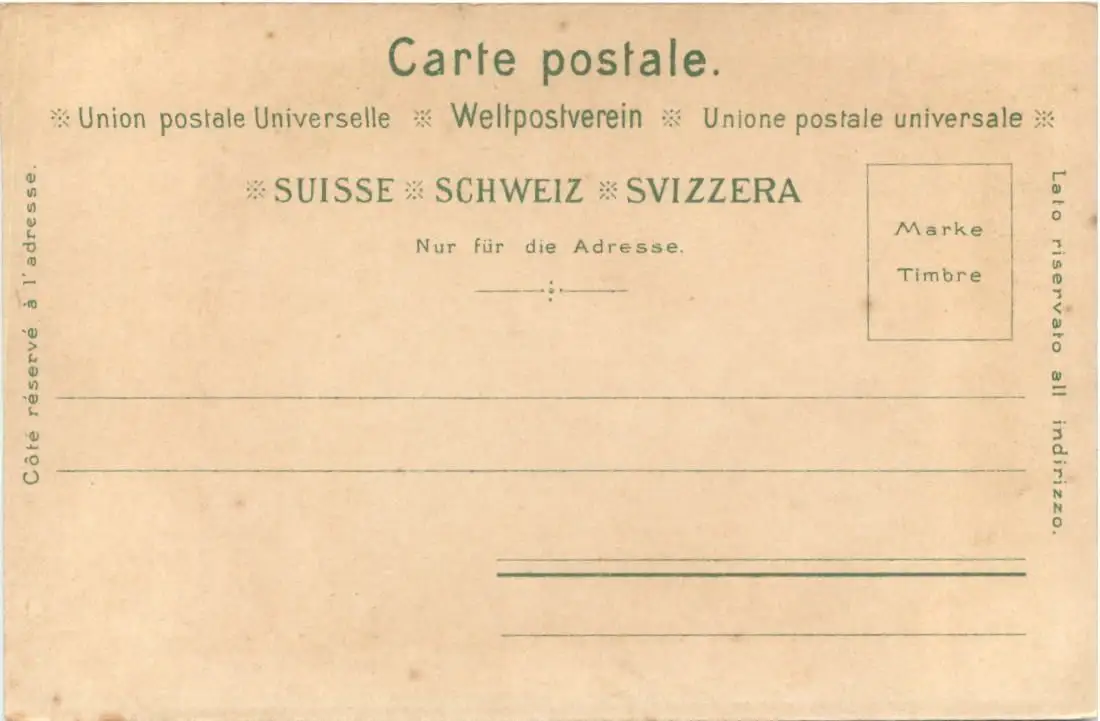 Carte postale.
※ Union postale Universelle ※ Weltpostverein ※ Unione postale universale ※
※ SUISSE ※ SCHWEIZ ※ SVIZZERA
Nur für die Adresse.
Marke
Timbre
Côté réservé à l'adresse.
Lato riservato all indirizzo.